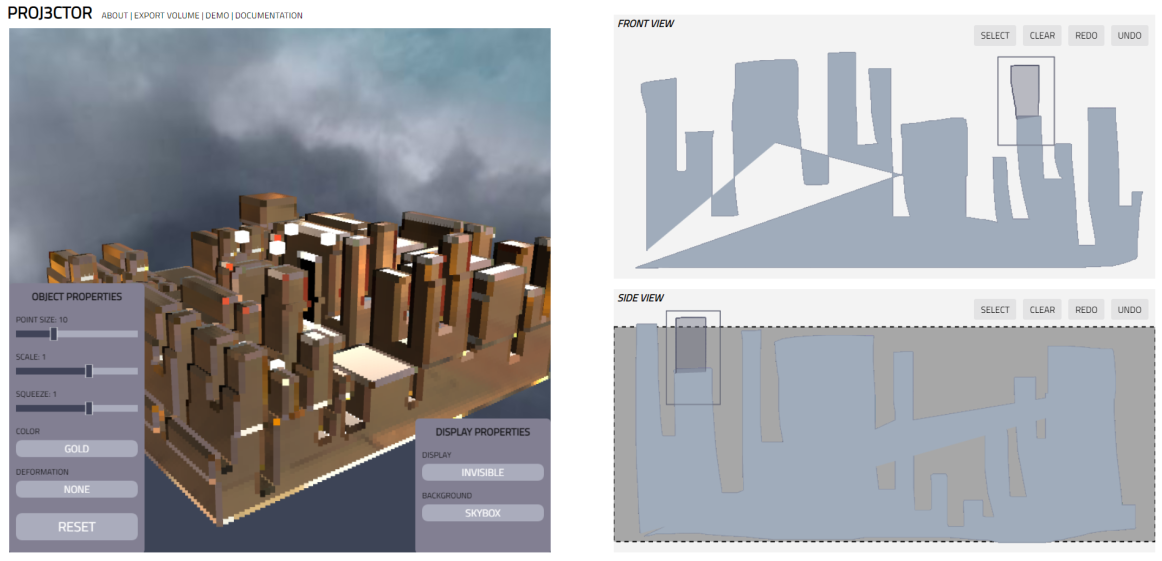 PROJ3CTOR ABOUT | EXPORT VOLUME | DEMO | DOCUMENTATION
OBJECT PROPERTIES
POINT SIZE: 10
SCALE: 1
SQUEEZE: 1
COLOR
GOLD
DEFORMATION
NONE
RESET
DISPLAY PROPERTIES
DISPLAY
INVISIBLE
BACKGROUND
SKYBOX
FRONT VIEW
SELECT CLEAR REDO UNDO
SIDE VIEW
SELECT CLEAR REDO UNDO